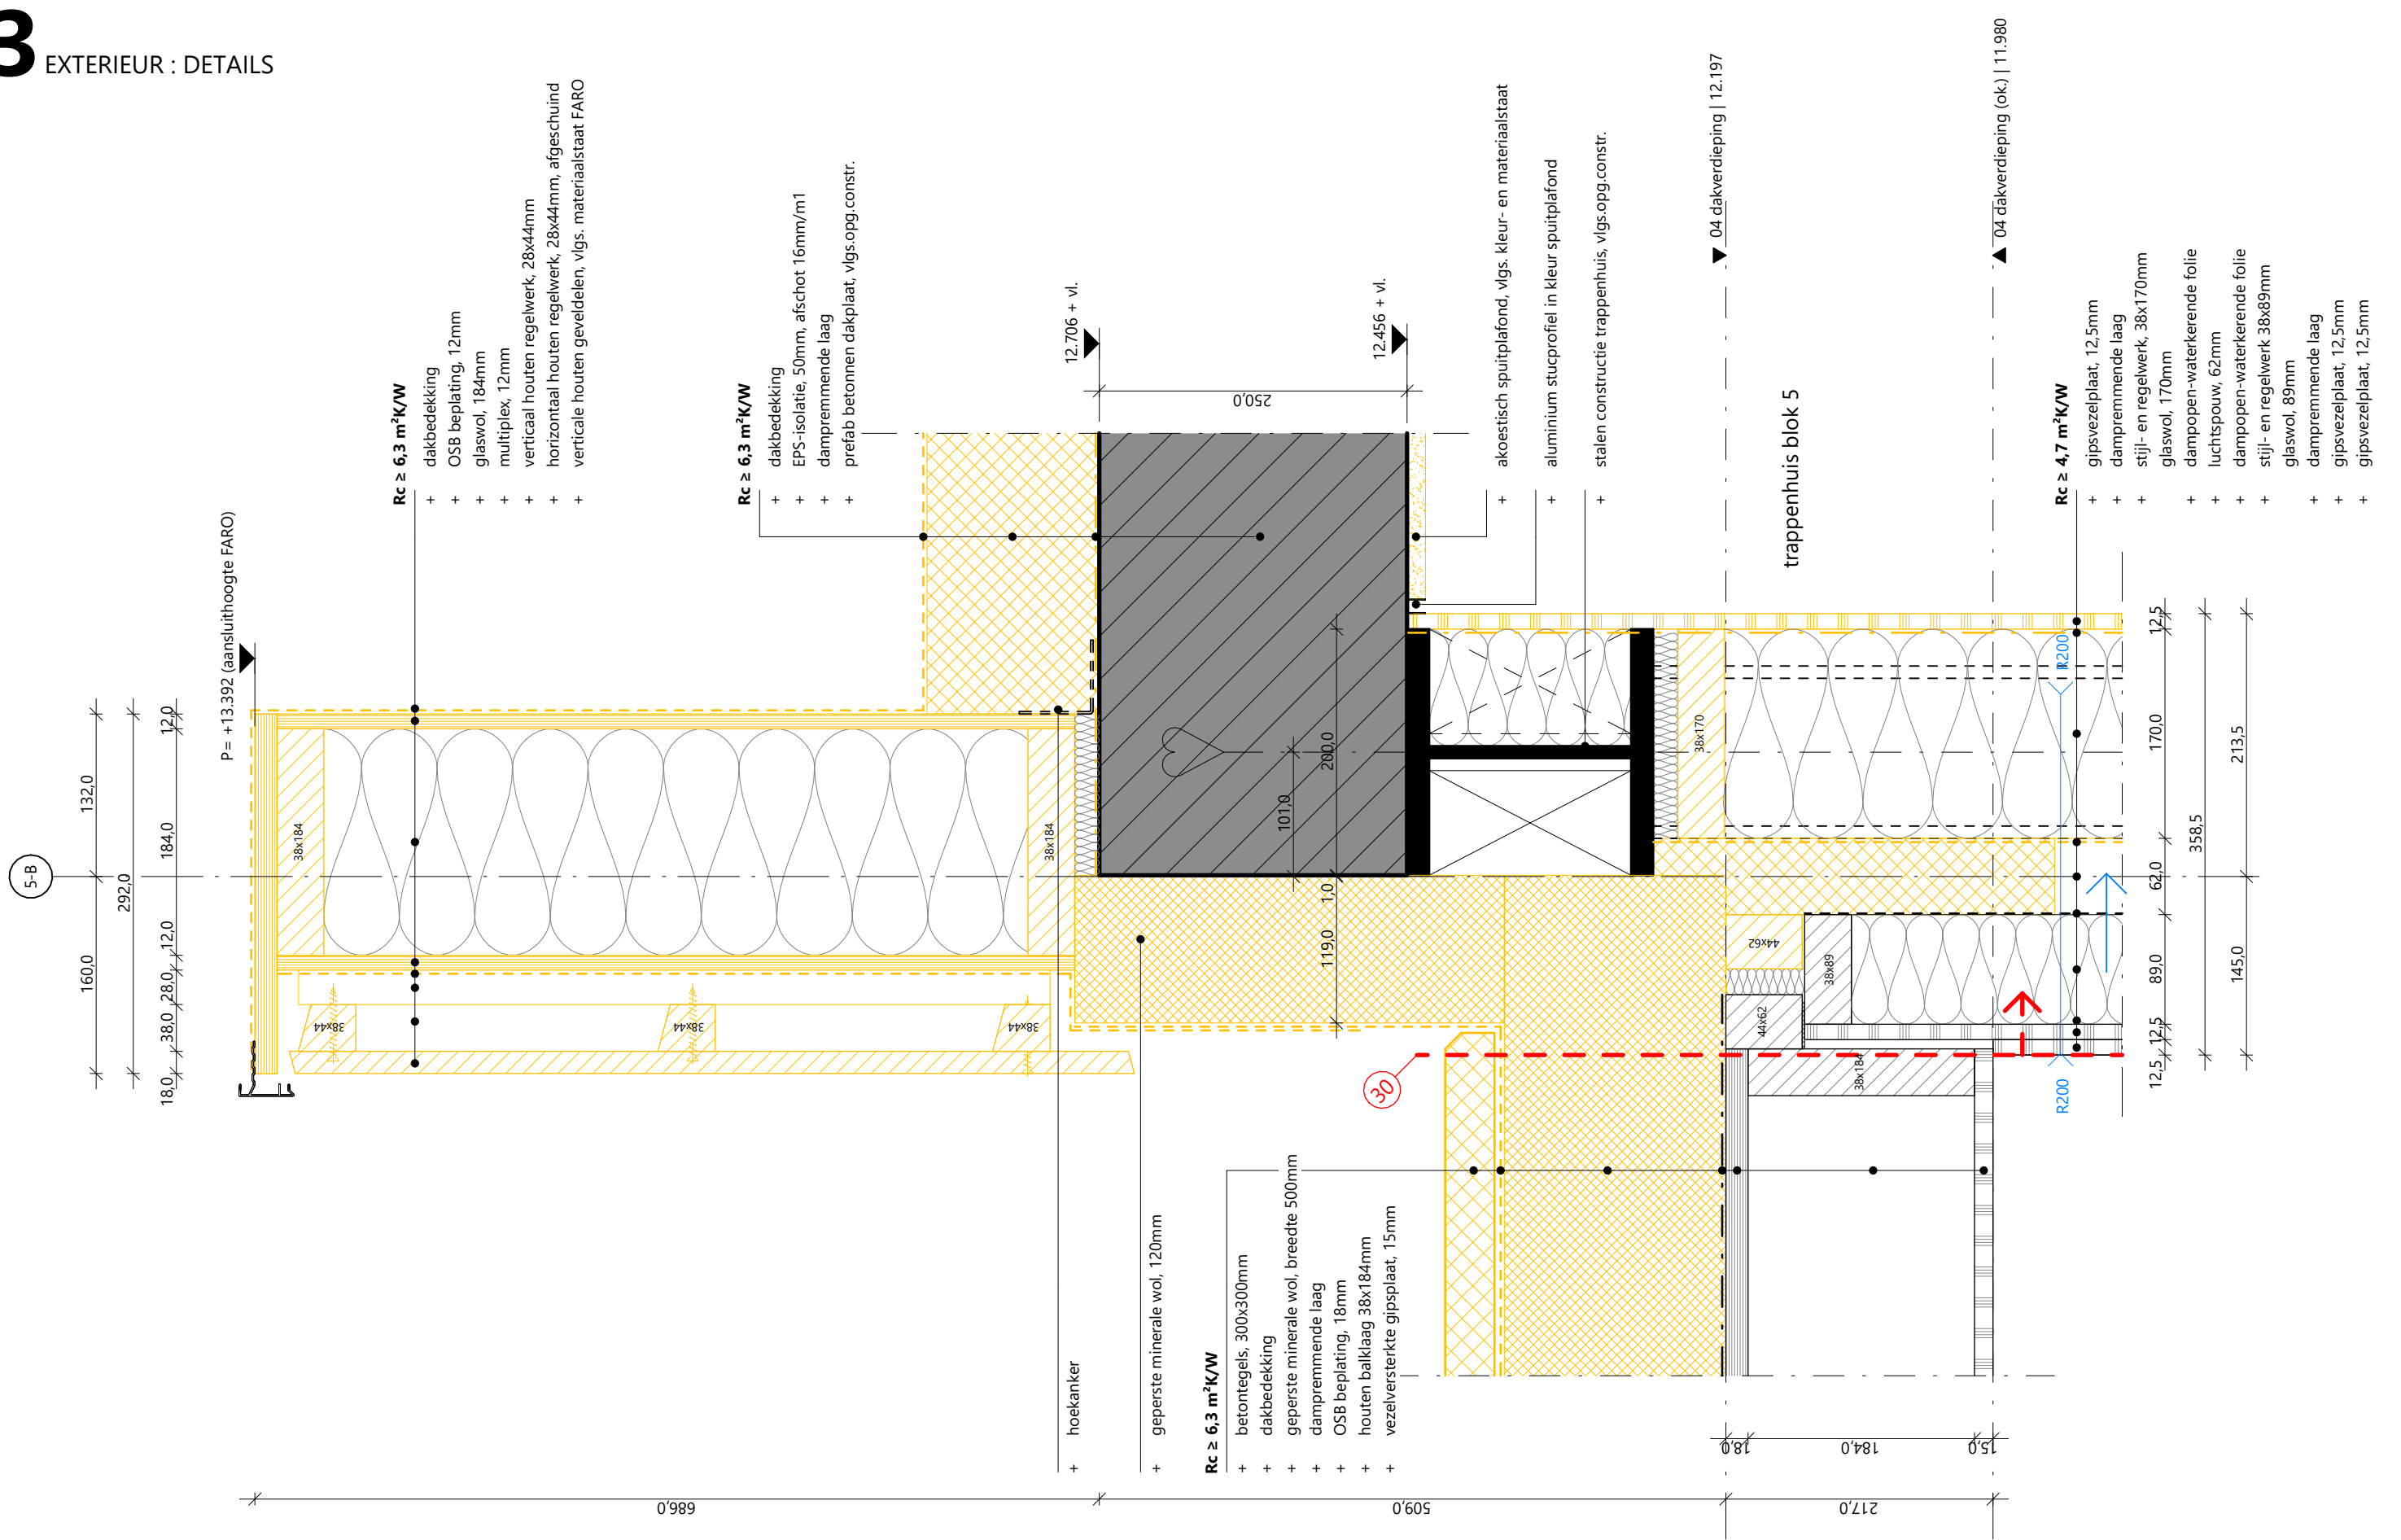 3 EXTERIEUR : DETAILS
5-B
P= +13.392 (aansluithoogte FARO)
132,0
160,0
292,0
12,0
184,0
12,0
28,0
38,0
18,0
38x184
38x184
38x44
38x44
38x44
Rc ≥ 6,3 m²K/W
+ dakbedekking
+ OSB beplating, 12mm
+ glaswol, 184mm
+ multiplex, 12mm
+ verticaal houten regelwerk, 28x44mm
+ horizontaal houten regelwerk, 28x44mm, afgeschuind
+ verticale houten geveldelen, vlgs. materiaalstaat FARO
Rc ≥ 6,3 m²K/W
+ dakbedekking
+ EPS-isolatie, 50mm, afschot 16mm/m1
+ dampremmende laag
+ prefab betonnen dakplaat, vlgs.opg.constr.
12.706 + vl.
12.456 + vl.
250,0
+ akoestisch spuitplafond, vlgs. kleur- en materiaalstaat
+ aluminium stucprofiel in kleur spuitplafond
+ stalen constructie trappenhuis, vlgs.opg.constr.
04 dakverdieping | 12.197
04 dakverdieping (ok.) | 11.980
trappenhuis blok 5
Rc ≥ 4,7 m²K/W
+ gipsvezelplaat, 12,5mm
+ dampremmende laag
+ stijl- en regelwerk, 38x170mm
glaswol, 170mm
+ dampopen-waterkerende folie
+ luchtspouw, 62mm
+ dampopen-waterkerende folie
+ stijl- en regelwerk 38x89mm
glaswol, 89mm
+ dampremmende laag
+ gipsvezelplaat, 12,5mm
+ gipsvezelplaat, 12,5mm
200,0
101,0
1,0
119,0
38x170
44x62
38x89
44x62
38x184
R200
R200
30
12,5
170,0
62,0
89,0
12,5
12,5
358,5
213,5
145,0
+ hoekanker
+ geperste minerale wol, 120mm
Rc ≥ 6,3 m²K/W
+ betontegels, 300x300mm
+ dakbedekking
+ geperste minerale wol, breedte 500mm
+ dampremmende laag
+ OSB beplating, 18mm
+ houten balklaag 38x184mm
+ vezelversterkte gipsplaat, 15mm
18,0
184,0
15,0
686,0
509,0
217,0